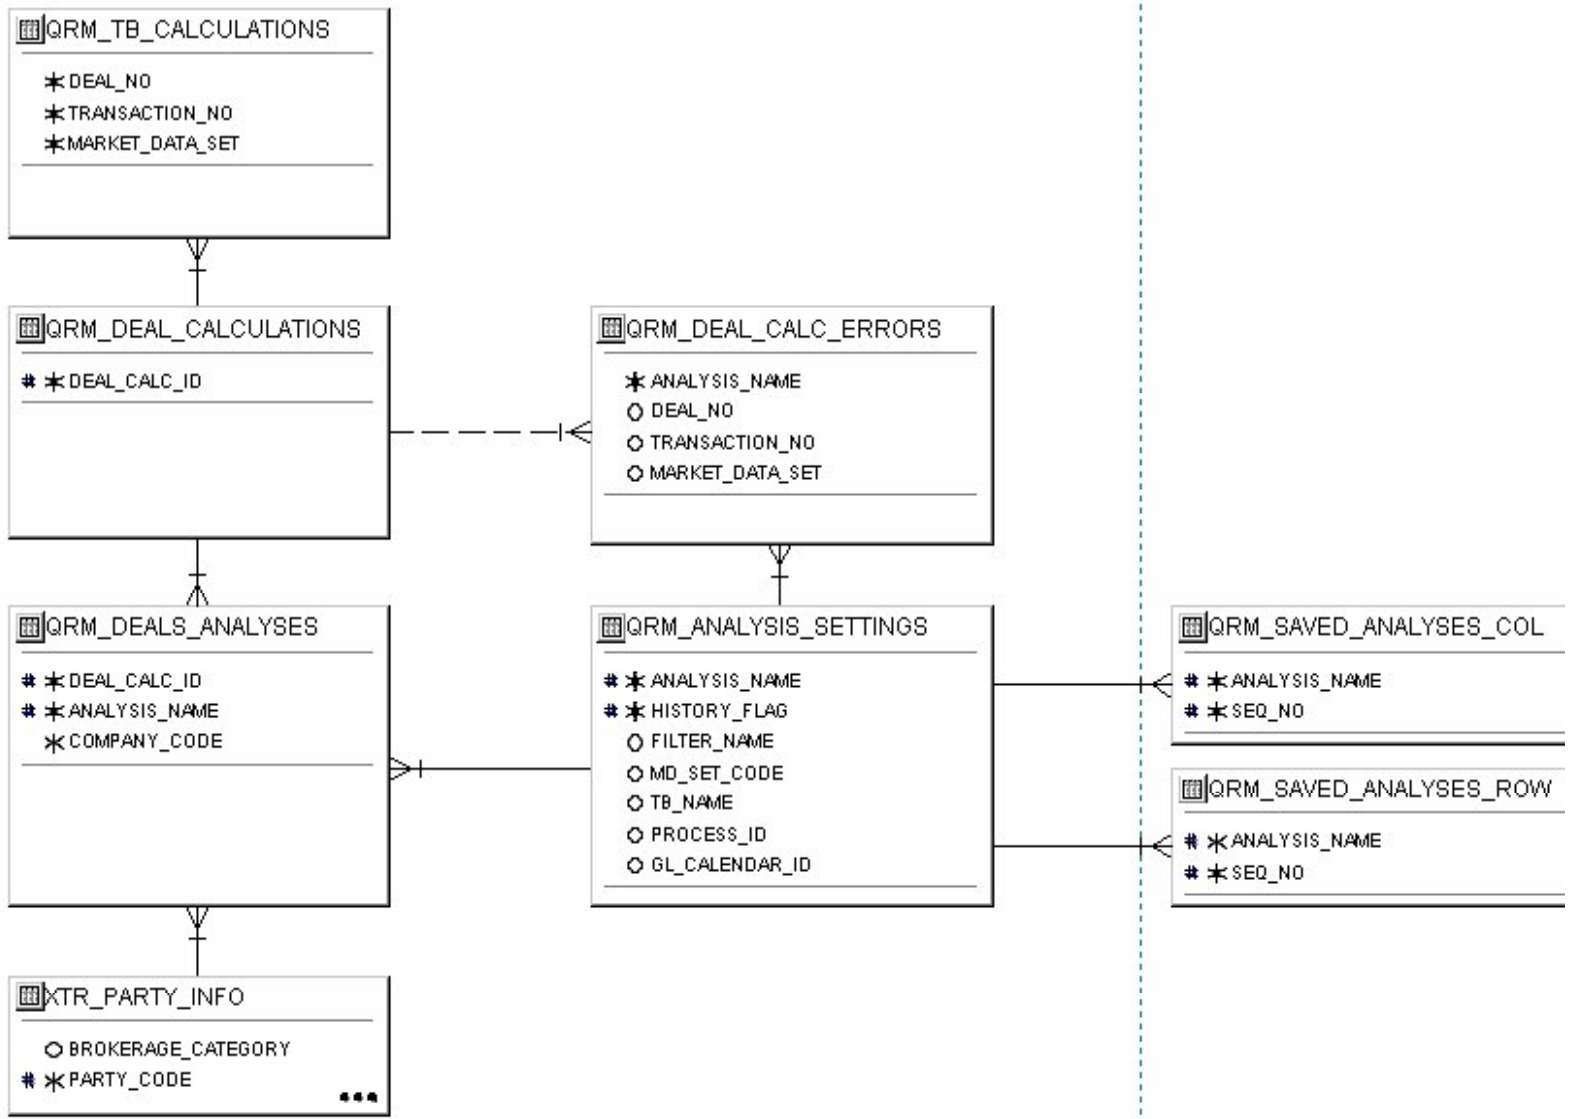 QRM_TB_CALCULATIONS
DEAL_NO
TRANSACTION_NO
MARKET_DATA_SET
QRM_DEAL_CALCULATIONS
# DEAL_CALC_ID
QRM_DEAL_CALC_ERRORS
ANALYSIS_NAME
DEAL_NO
TRANSACTION_NO
MARKET_DATA_SET
QRM_DEALS_ANALYSES
# DEAL_CALC_ID
# ANALYSIS_NAME
COMPANY_CODE
QRM_ANALYSIS_SETTINGS
# ANALYSIS_NAME
# HISTORY_FLAG
FILTER_NAME
MD_SET_CODE
TB_NAME
PROCESS_ID
GL_CALENDAR_ID
QRM_SAVED_ANALYSES_COL
# ANALYSIS_NAME
# SEQ_NO
QRM_SAVED_ANALYSES_ROW
# ANALYSIS_NAME
# SEQ_NO
XTR_PARTY_INFO
BROKERAGE_CATEGORY
# PARTY_CODE